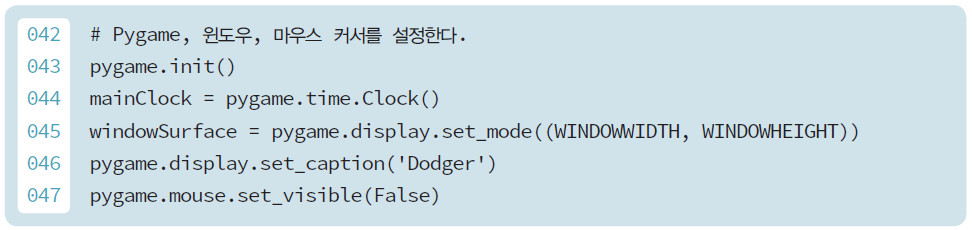 042 # Pygame, 윈도우, 마우스 커서를 설정한다.
043 pygame.init()
044 mainClock = pygame.time.Clock()
045 windowSurface = pygame.display.set_mode((WINDOWWIDTH, WINDOWHEIGHT))
046 pygame.display.set_caption('Dodger')
047 pygame.mouse.set_visible(False)